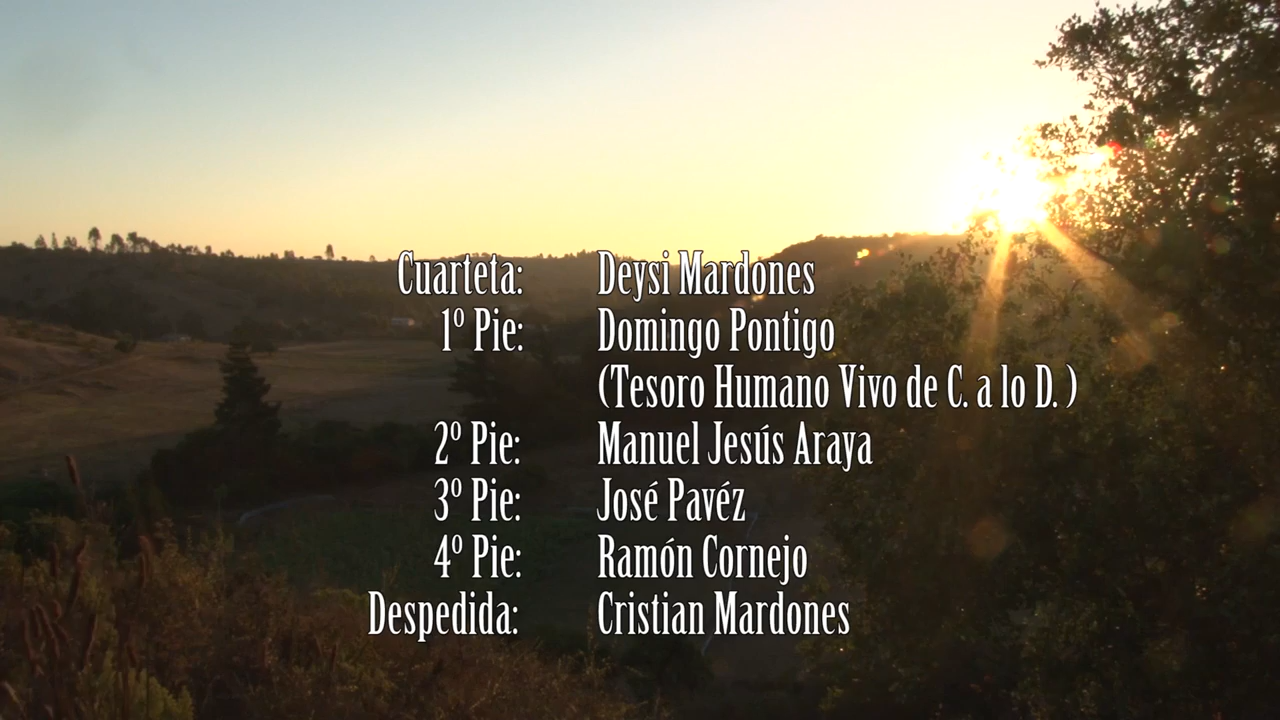 Cuarteta: Deysi Mardones
1º Pie: Domingo Pontigo
(Tesoro Humano Vivo de C. a lo D. )
2º Pie: Manuel Jesús Araya
3º Pie: José Pavéz
4º Pie: Ramón Cornejo
Despedida: Cristian Mardones